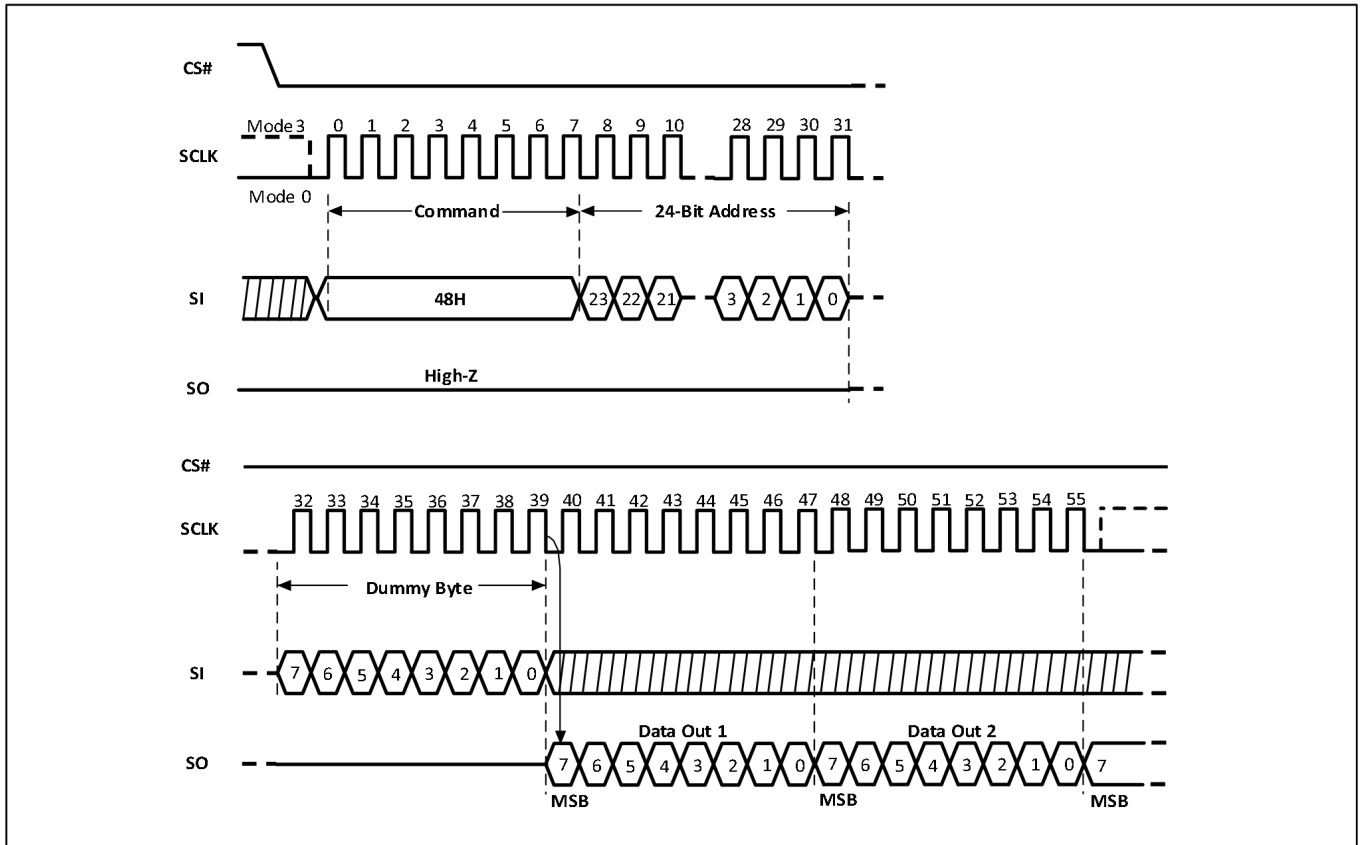 CS#
Mode 3 0 1 2 3 4 5 6 7 8 9 10 28 29 30 31
SCLK
Mode 0
Command 24-Bit Address
SI 48H 23 22 21 3 2 1 0
High-Z
SO
CS#
32 33 34 35 36 37 38 39 40 41 42 43 44 45 46 47 48 49 50 51 52 53 54 55
SCLK
Dummy Byte
SI 7 6 5 4 3 2 1 0
Data Out 1 Data Out 2
SO 7 6 5 4 3 2 1 0 7 6 5 4 3 2 1 0 7
MSB MSB MSB